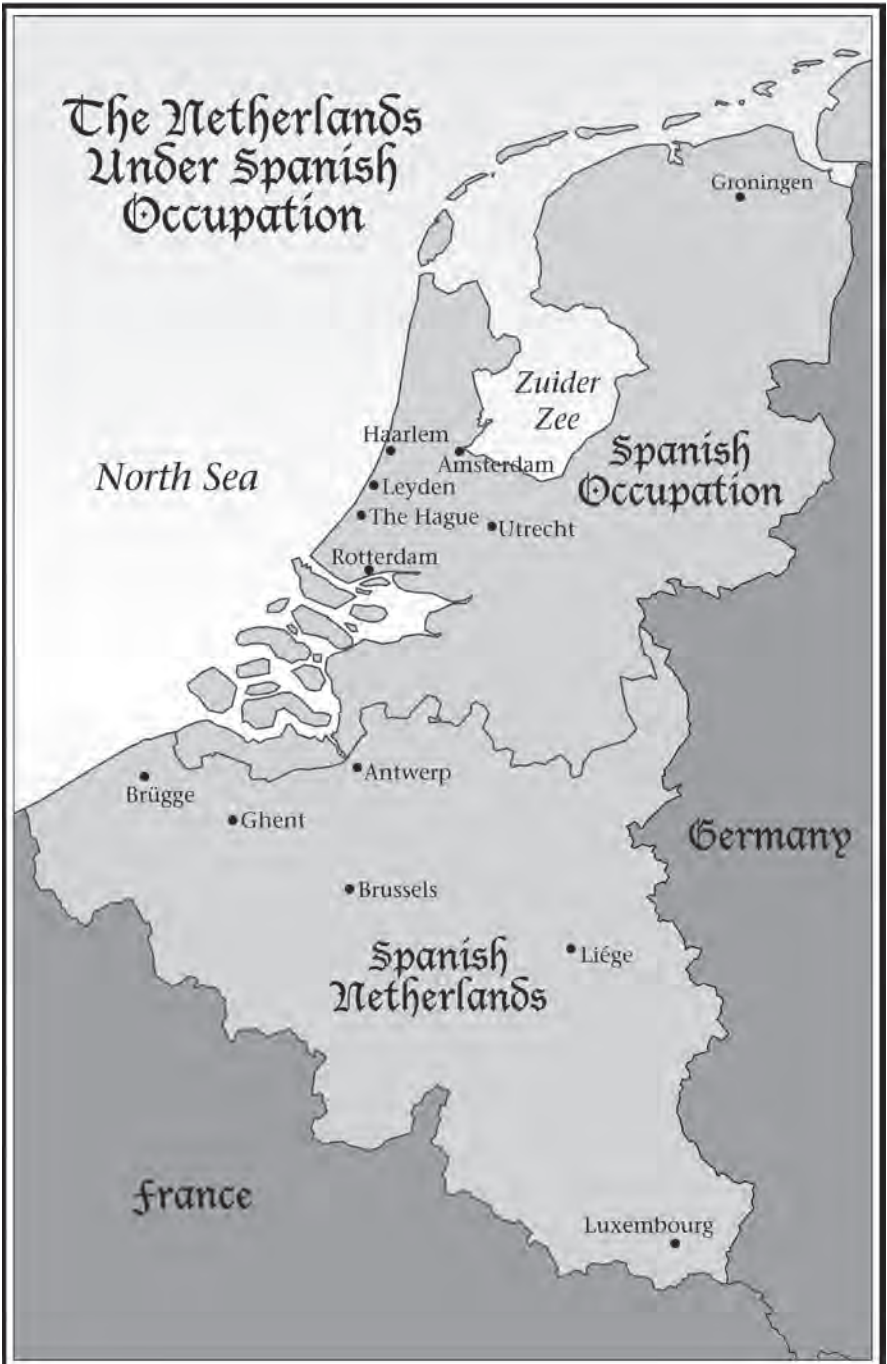 The Netherlands
Under Spanish
Occupation
Groningen
Zuider
Zee
Haarlem
Amsterdam
Spanish
Occupation
North Sea
Leyden
The Hague
Utrecht
Rotterdam
Antwerp
Brügge
Ghent
Germany
Brussels
Spanish
Netherlands
Liége
France
Luxembourg